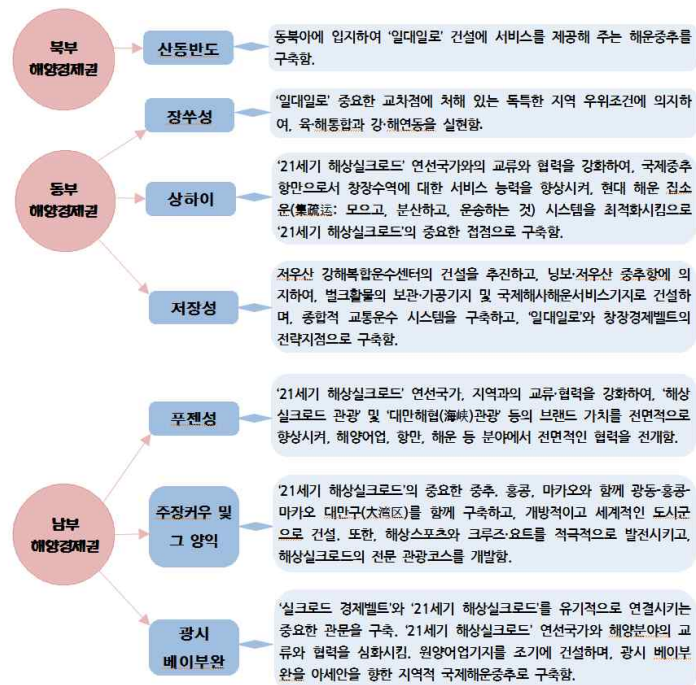 북부
해양경제권
산동반도
동북아에 입지하여 ‘일대일로’ 건설에 서비스를 제공해 주는 해운중추를
구축함.
동부
해양경제권
장쑤성
‘일대일로’ 중요한 교차점에 처해 있는 독특한 지역 우위조건에 의지하
여, 육·해통합과 강·해연동을 실현함.
상하이
‘21세기 해상실크로드’ 연선국가와의 교류와 협력을 강화하여, 국제중추
항만으로서 창장수역에 대한 서비스 능력을 향상시켜, 현대 해운 집소
운(集疏运: 모으고, 분산하고, 운송하는 것) 시스템을 최적화시킴으로
‘21세기 해상실크로드’의 중요한 접점으로 구축함.
저장성
저우산 강해복합운수센터의 건설을 추진하고, 닝보-저우산 중추항에 의
지하여, 벌크활물의 보관·가공기지 및 국제해사해운서비스기지로 건설하
며, 종합적 교통운수 시스템을 구축하고, ‘일대일로’와 창장경제벨트의
전략지점으로 구축함.
남부
해양경제권
푸젠성
‘21세기 해상실크로드’ 연선국가, 지역과의 교류·협력을 강화하여, ‘해상
실크로드 관광’ 및 ‘대만해협(海峡)관광’ 등의 브랜드 가치를 전면적으로
향상시켜, 해양어업, 항만, 해운 등 분야에서 전면적인 협력을 전개함.
주장커우 및
그 양익
‘21세기 해상실크로드’의 중요한 중추. 홍콩, 마카오와 함께 광동-홍콩-
마카오 대만구(大湾区)를 함께 구축하고, 개방적이고 세계적인 도시군
으로 건설. 또한, 해상스포츠와 크루즈·요트를 적극적으로 발전시키고,
해상실크로드의 전문 관광코스를 개발함.
광시
베이부완
‘실크로드 경제벨트’와 ‘21세기 해상실크로드’를 유기적으로 연결시키는
중요한 관문을 구축. ‘21세기 해상실크로드’ 연선국가와 해양분야의 교
류와 협력을 심화시킴. 원양어업기지를 조기에 건설하며, 광시 베이부
완을 아세안을 향한 지역적 국제해운중추로 구축함.